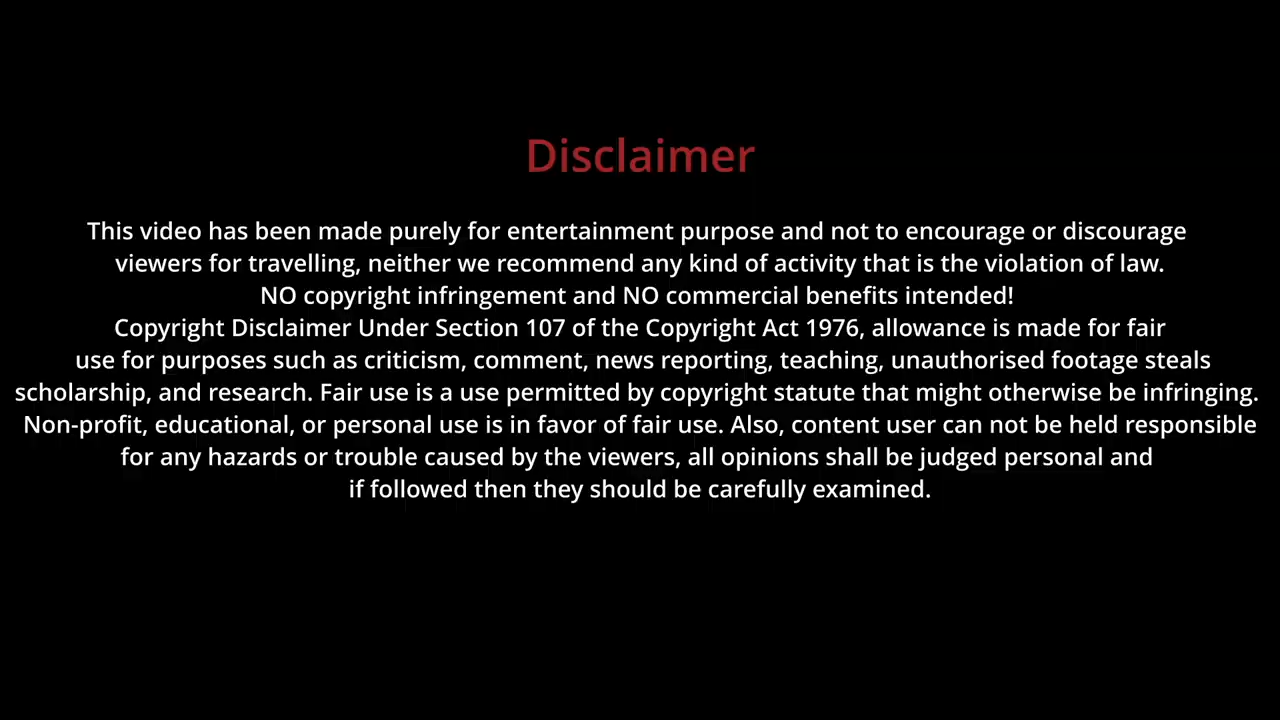 Disclaimer
This video has been made purely for entertainment purpose and not to encourage or discourage
viewers for travelling, neither we recommend any kind of activity that is the violation of law.
NO copyright infringement and NO commercial benefits intended!
Copyright Disclaimer Under Section 107 of the Copyright Act 1976, allowance is made for fair
use for purposes such as criticism, comment, news reporting, teaching, unauthorised footage steals
scholarship, and research. Fair use is a use permitted by copyright statute that might otherwise be infringing.
Non-profit, educational, or personal use is in favor of fair use. Also, content user can not be held responsible
for any hazards or trouble caused by the viewers, all opinions shall be judged personal and
if followed then they should be carefully examined.